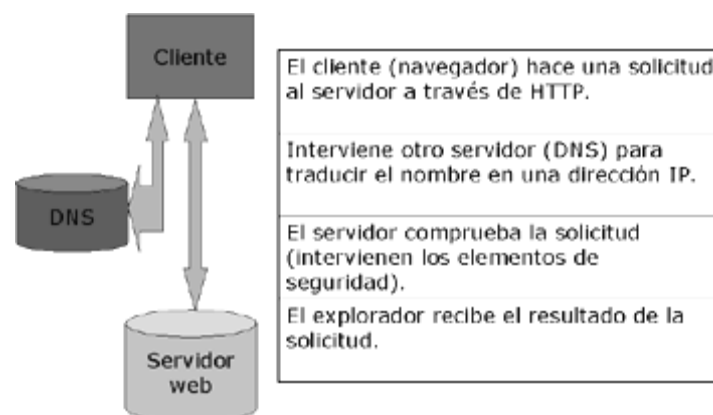 Cliente
DNS
Servidor
web
El cliente (navegador) hace una solicitud
al servidor a través de HTTP.
Interviene otro servidor (DNS) para
traducir el nombre en una dirección IP.
El servidor comprueba la solicitud
(intervienen los elementos de
seguridad).
El explorador recibe el resultado de la
solicitud.